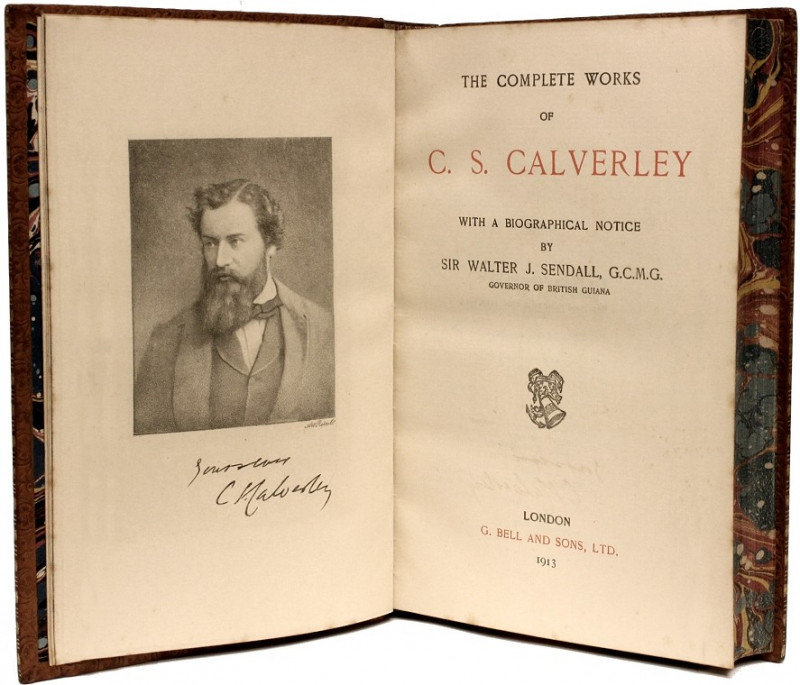 Yours ever
C S Calverley
THE COMPLETE WORKS
OF
C. S. CALVERLEY
WITH A BIOGRAPHICAL NOTICE
BY
SIR WALTER J. SENDALL, G.C.M.G.
GOVERNOR OF BRITISH GUIANA
LONDON
G. BELL AND SONS, LTD.
1913